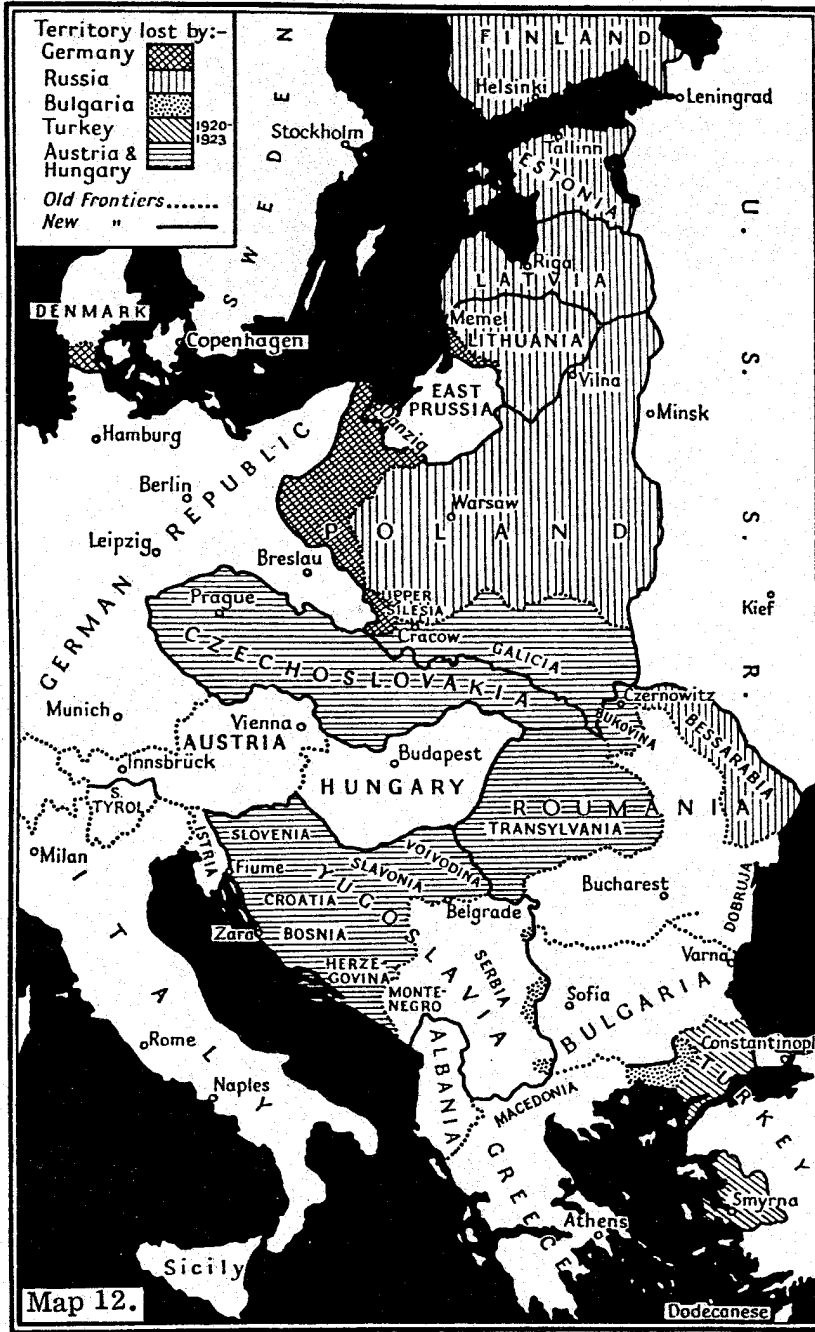 Territory lost by:-
Germany
Russia
Bulgaria
Turkey 1920-1923
Austria & Hungary
Old Frontiers.......
New " ———
SWEDEN
FINLAND
Helsinki
Leningrad
Stockholm
Tallinn
ESTONIA
U. S. S. R.
Riga
LATVIA
DENMARK
Copenhagen
Memel
LITHUANIA
Vilna
EAST PRUSSIA
Danzig
Minsk
Hamburg
GERMAN REPUBLIC
Berlin
Warsaw
POLAND
Leipzig
Breslau
UPPER SILESIA
Kief
Prague
Cracow
GALICIA
CZECHOSLOVAKIA
Munich
Vienna
AUSTRIA
Czernowitz
BUKOVINA
BESSARABIA
Innsbrück
Budapest
HUNGARY
S. TYROL
ROUMANIA
TRANSYLVANIA
Milan
ISTRIA
SLOVENIA
VOIVODINA
Fiume
SLAVONIA
YUGOSLAVIA
CROATIA
Bucharest
DOBRUJA
Belgrade
Zara
BOSNIA
ITALY
HERZEGOVINA
SERBIA
Varna
MONTE-NEGRO
Sofia
BULGARIA
Rome
Constantinopl
ALBANIA
TURKEY
Naples
MACEDONIA
GREECE
Smyrna
Athens
Sicily
Map 12.
Dodecanese